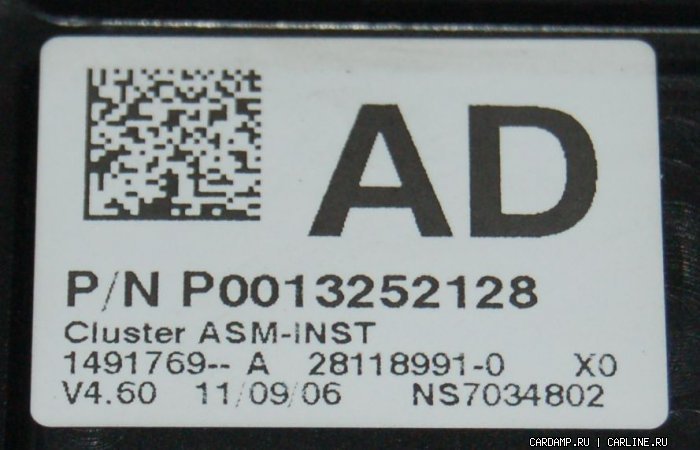 AD
P/N P0013252128
Cluster ASM-INST
1491769-- A 28118991-0 X0
V4.60 11/09/06 NS7034802
CARDAMP.RU | CARLINE.RU